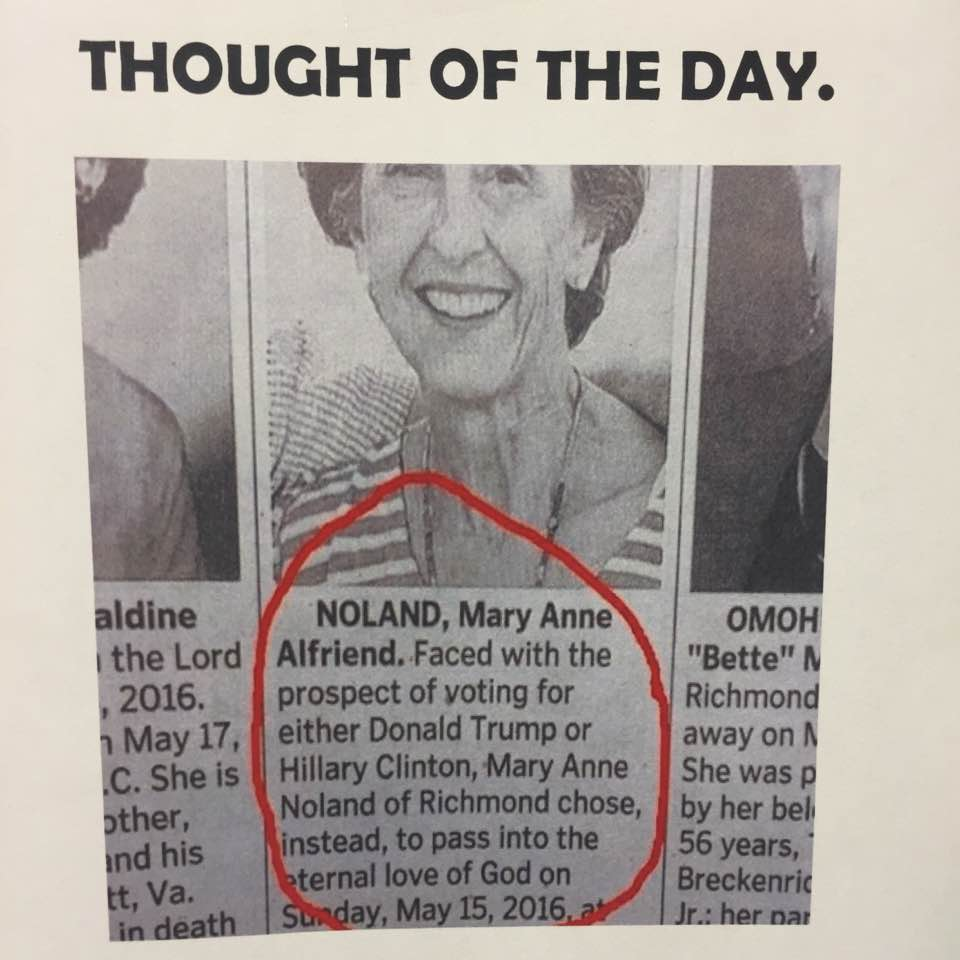 THOUGHT OF THE DAY.
aldine
the Lord
, 2016.
May 17,
.C. She is
other,
and his
tt, Va.
in death
NOLAND, Mary Anne
Alfriend. Faced with the
prospect of voting for
either Donald Trump or
Hillary Clinton, Mary Anne
Noland of Richmond chose,
instead, to pass into the
eternal love of God on
Sunday, May 15, 2016, at
OMOH
"Bette" M
Richmond
away on M
She was p
by her bel
56 years,
Breckenrid
Jr.; her par